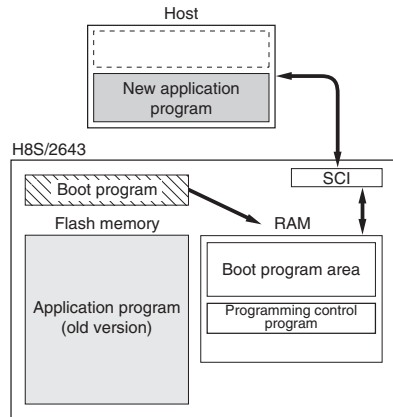 Host
New application
program
H8S/2643
SCI
Boot program
Flash memory
RAM
Boot program area
Application program
(old version)
Programming control
program